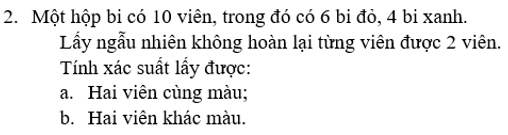 2. Một hộp bi có 10 viên, trong đó có 6 bi đỏ, 4 bi xanh.
Lấy ngẫu nhiên không hoàn lại từng viên được 2 viên.
Tính xác suất lấy được:
a. Hai viên cùng màu;
b. Hai viên khác màu.